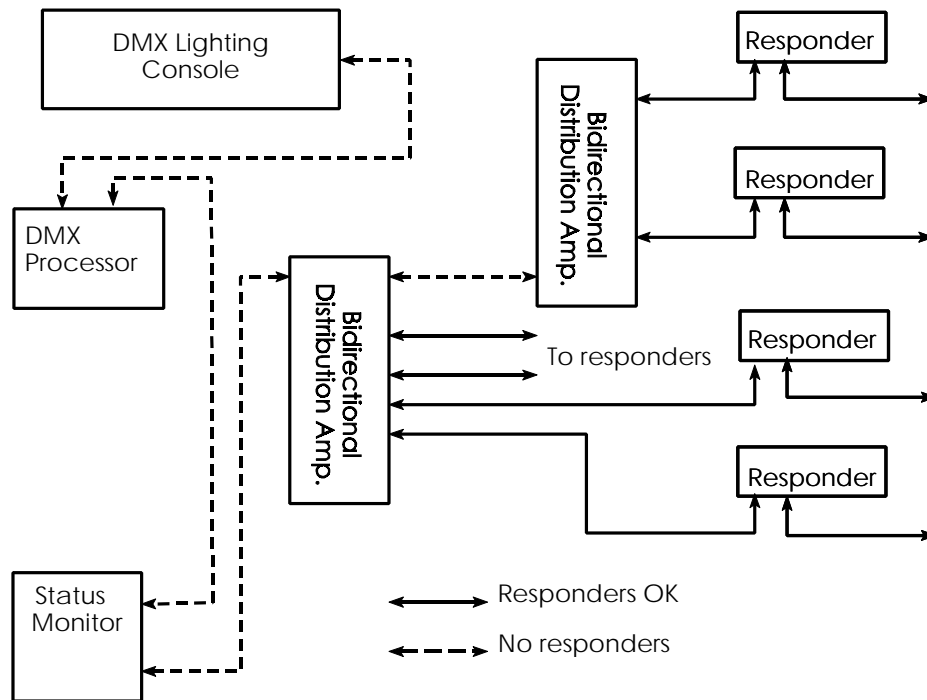 DMX Lighting
Console
Responder
Bidirectional
Distribution Amp.
Responder
DMX
Processor
Bidirectional
Distribution Amp.
To responders
Responder
Responder
Status
Monitor
Responders OK
No responders